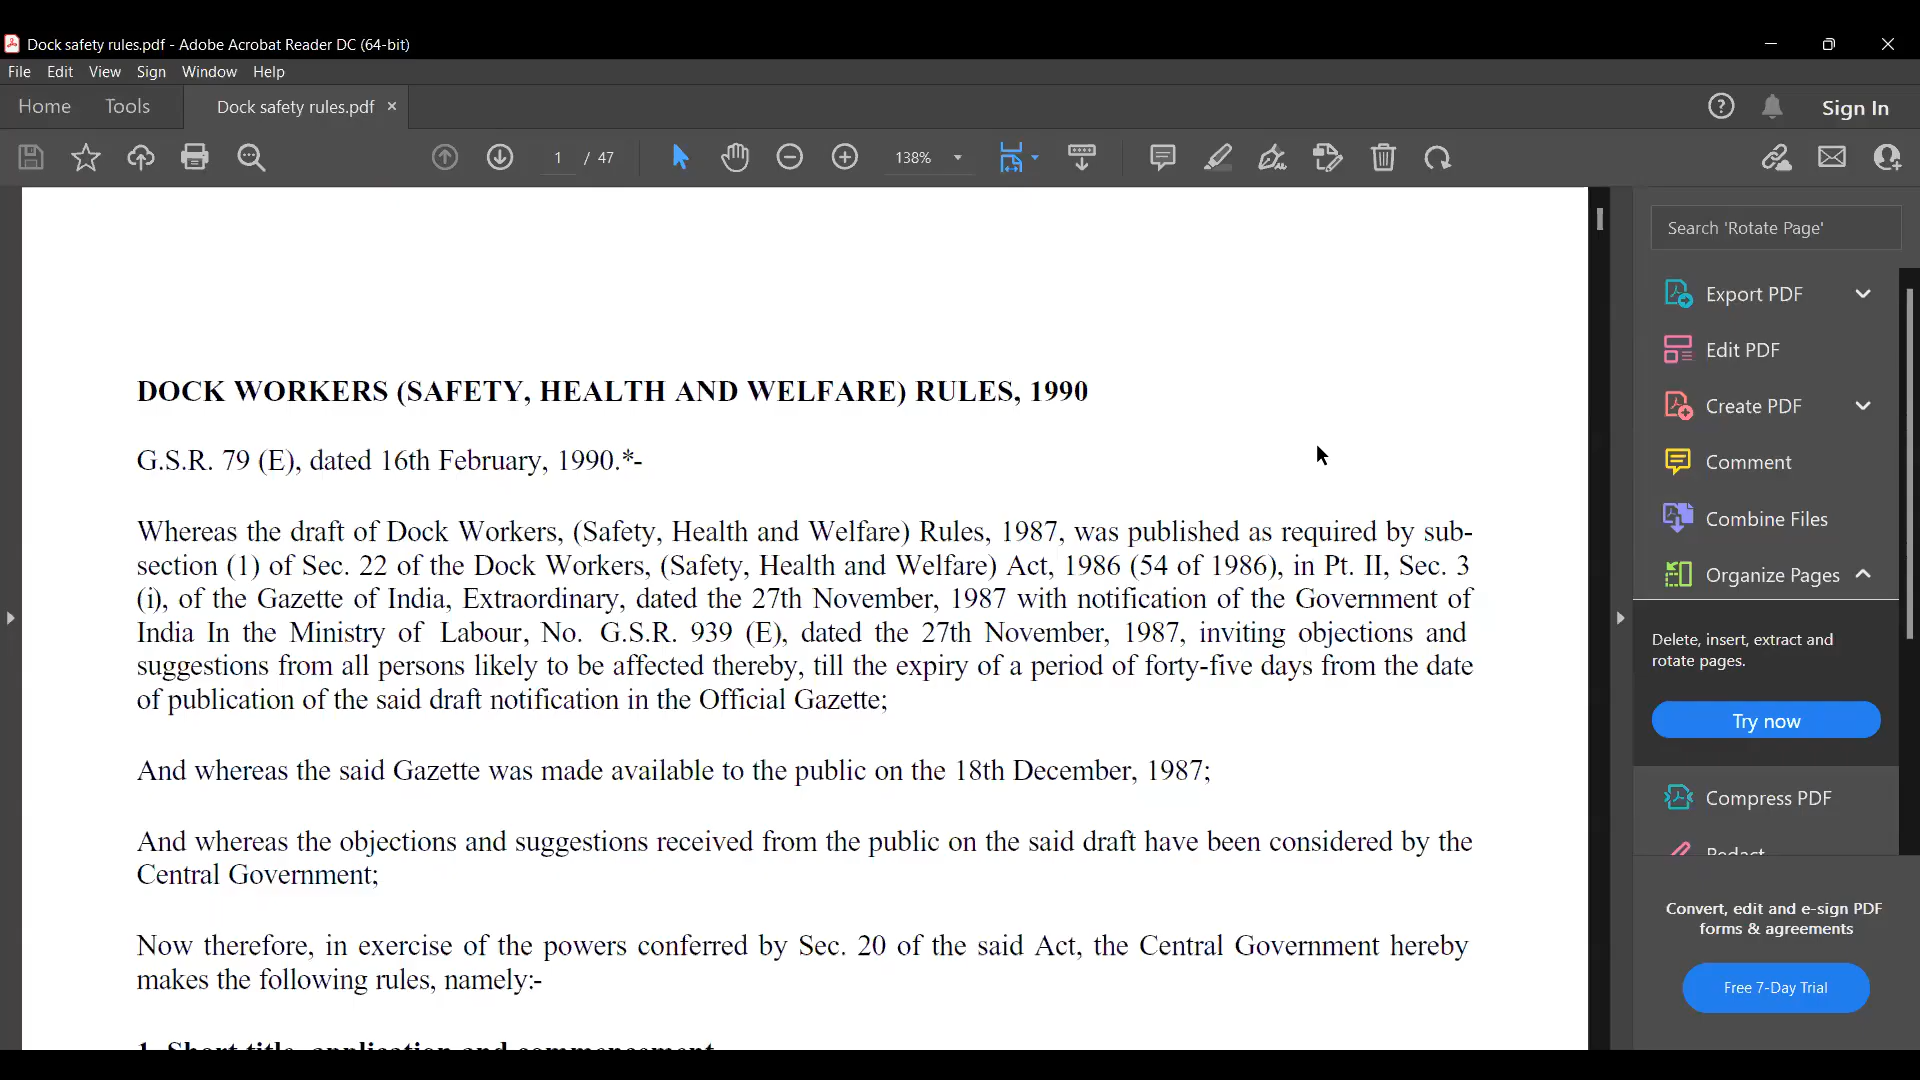 Dock safety rules.pdf - Adobe Acrobat Reader DC (64-bit)
File Edit View Sign Window Help
Home Tools Dock safety rules.pdf × Sign In
1 / 47 138%
DOCK WORKERS (SAFETY, HEALTH AND WELFARE) RULES, 1990
G.S.R. 79 (E), dated 16th February, 1990.*-
Whereas the draft of Dock Workers, (Safety, Health and Welfare) Rules, 1987, was published as required by sub-
section (1) of Sec. 22 of the Dock Workers, (Safety, Health and Welfare) Act, 1986 (54 of 1986), in Pt. II, Sec. 3
(i), of the Gazette of India, Extraordinary, dated the 27th November, 1987 with notification of the Government of
India In the Ministry of Labour, No. G.S.R. 939 (E), dated the 27th November, 1987, inviting objections and
suggestions from all persons likely to be affected thereby, till the expiry of a period of forty-five days from the date
of publication of the said draft notification in the Official Gazette;
And whereas the said Gazette was made available to the public on the 18th December, 1987;
And whereas the objections and suggestions received from the public on the said draft have been considered by the
Central Government;
Now therefore, in exercise of the powers conferred by Sec. 20 of the said Act, the Central Government hereby
makes the following rules, namely:-
1. Short title, application and commencement
Search 'Rotate Page'
Export PDF
Edit PDF
Create PDF
Comment
Combine Files
Organize Pages
Delete, insert, extract and
rotate pages.
Try now
Compress PDF
Redact
Convert, edit and e-sign PDF
forms & agreements
Free 7-Day Trial